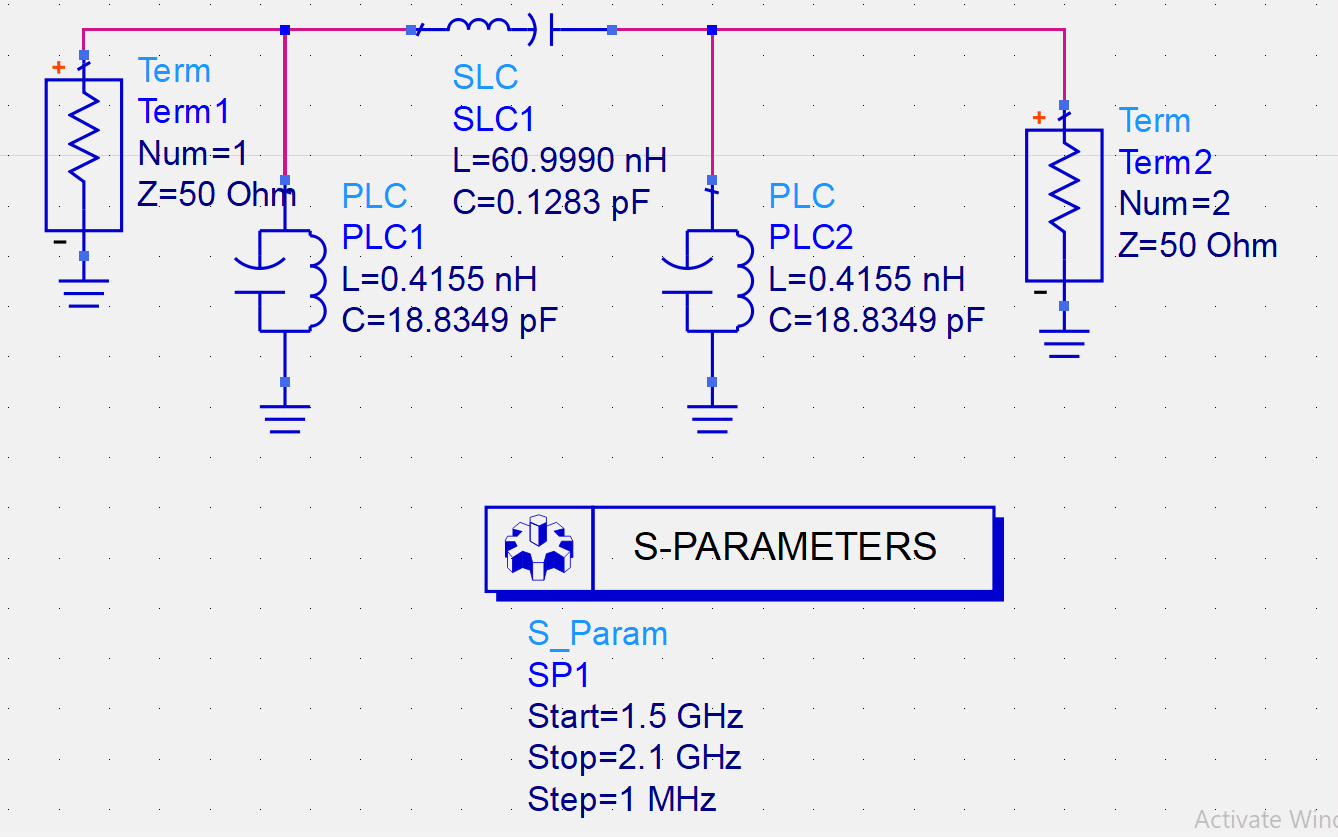 Term
Term1
Num=1
Z=50 Ohm
SLC
SLC1
L=60.9990 nH
C=0.1283 pF
PLC
PLC1
L=0.4155 nH
C=18.8349 pF
PLC
PLC2
L=0.4155 nH
C=18.8349 pF
Term
Term2
Num=2
Z=50 Ohm
S-PARAMETERS
S_Param
SP1
Start=1.5 GHz
Stop=2.1 GHz
Step=1 MHz
Activate